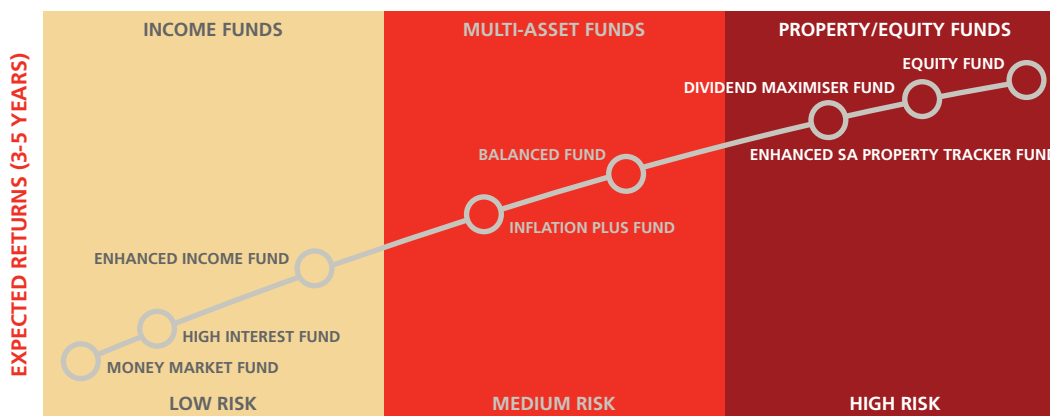 EXPECTED RETURNS (3-5 YEARS)
INCOME FUNDS
MULTI-ASSET FUNDS
PROPERTY/EQUITY FUNDS
EQUITY FUND
DIVIDEND MAXIMISER FUND
ENHANCED SA PROPERTY TRACKER FUND
BALANCED FUND
INFLATION PLUS FUND
ENHANCED INCOME FUND
HIGH INTEREST FUND
MONEY MARKET FUND
LOW RISK
MEDIUM RISK
HIGH RISK